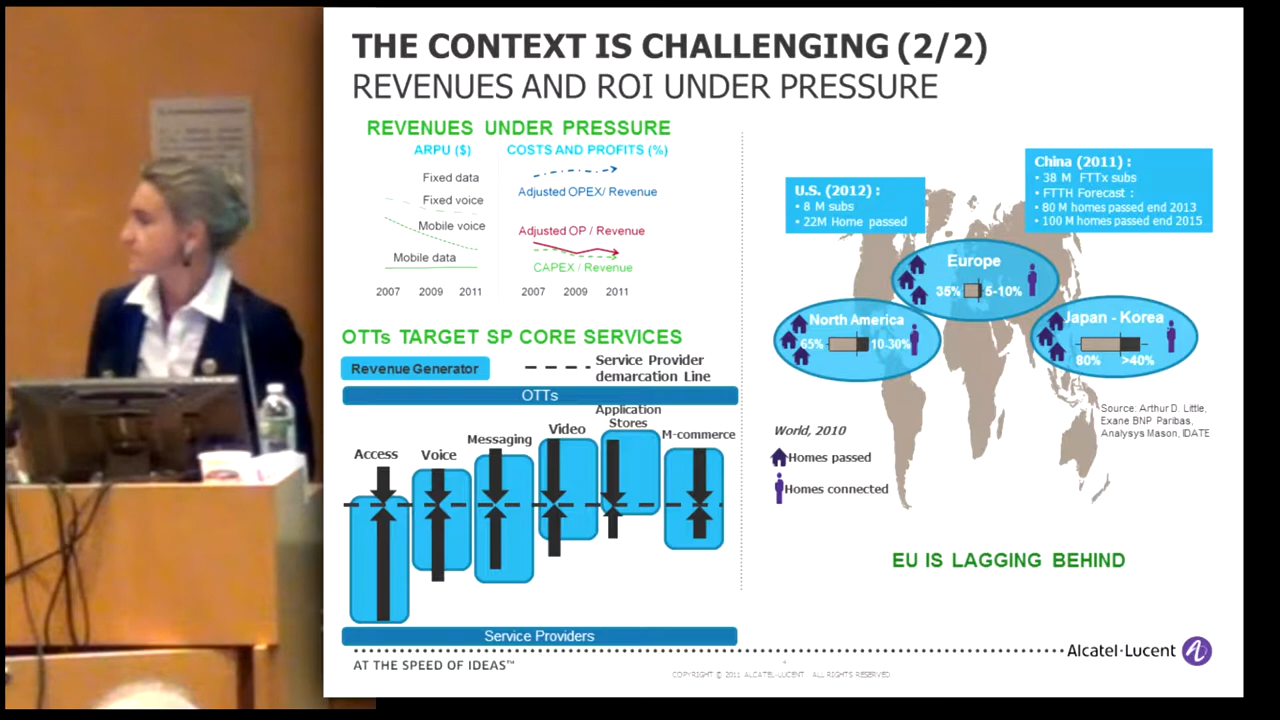 THE CONTEXT IS CHALLENGING (2/2)
REVENUES AND ROI UNDER PRESSURE
REVENUES UNDER PRESSURE
ARPU ($)
Fixed data
Fixed voice
Mobile voice
Mobile data
2007 2009 2011
COSTS AND PROFITS (%)
Adjusted OPEX/ Revenue
Adjusted OP / Revenue
CAPEX / Revenue
2007 2009 2011
OTTs TARGET SP CORE SERVICES
Revenue Generator
Service Provider
demarcation Line
OTTs
Access
Voice
Messaging
Video
Application
Stores
M-commerce
Service Providers
U.S. (2012) :
• 8 M subs
• 22M Home passed
China (2011) :
• 38 M FTTx subs
• FTTH Forecast :
• 80 M homes passed end 2013
• 100 M homes passed end 2015
Europe
35% 5-10%
North America
65% 10-30%
Japan - Korea
80% >40%
Source: Arthur D. Little,
Exane BNP Paribas,
Analysys Mason, IDATE
World, 2010
Homes passed
Homes connected
EU IS LAGGING BEHIND
AT THE SPEED OF IDEAS™
COPYRIGHT © 2011 ALCATEL-LUCENT. ALL RIGHTS RESERVED.
Alcatel·Lucent